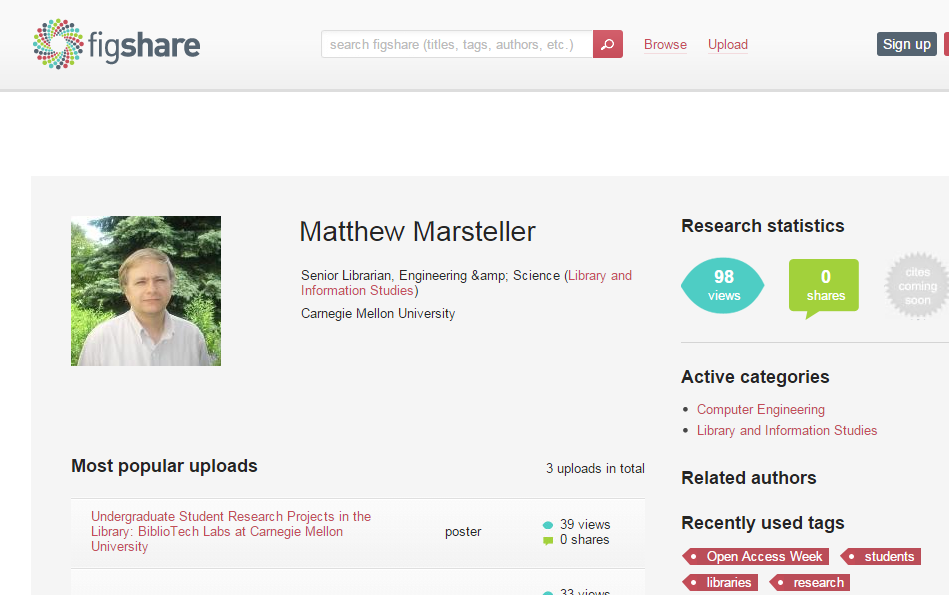 figshare
search figshare (titles, tags, authors, etc.)
Browse
Upload
Sign up
Matthew Marsteller
Senior Librarian, Engineering &amp; Science (Library and
Information Studies)
Carnegie Mellon University
Research statistics
98
views
0
shares
cites
coming
soon
Active categories
Computer Engineering
Library and Information Studies
Related authors
Recently used tags
Open Access Week
students
libraries
research
Most popular uploads
3 uploads in total
Undergraduate Student Research Projects in the
Library: BiblioTech Labs at Carnegie Mellon
University
poster
39 views
0 shares
33 views